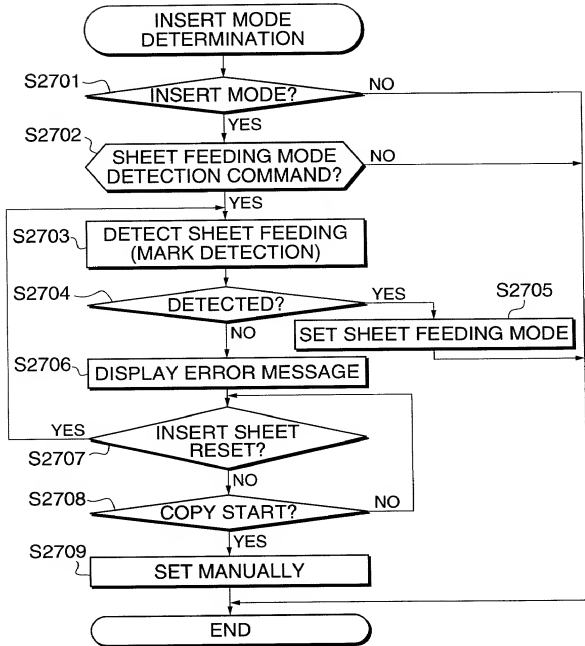 INSERT MODE
DETERMINATION
S2701
INSERT MODE?
NO
YES
S2702
SHEET FEEDING MODE
DETECTION COMMAND?
NO
YES
S2703
DETECT SHEET FEEDING
(MARK DETECTION)
S2704
DETECTED?
YES
S2705
SET SHEET FEEDING MODE
NO
S2706
DISPLAY ERROR MESSAGE
YES
INSERT SHEET
RESET?
S2707
NO
S2708
COPY START?
NO
YES
S2709
SET MANUALLY
END